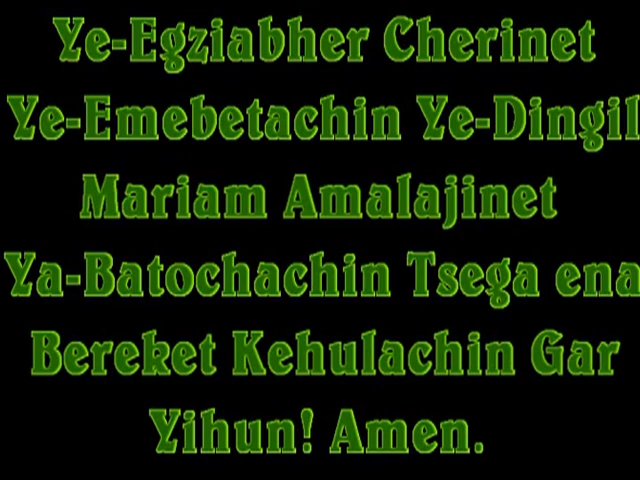 Ye-Egziabher Cherinet
Ye-Emebetachin Ye-Dingil
Mariam Amalajinet
Ya-Batochachin Tsega ena
Bereket Kehulachin Gar
Yihun! Amen.